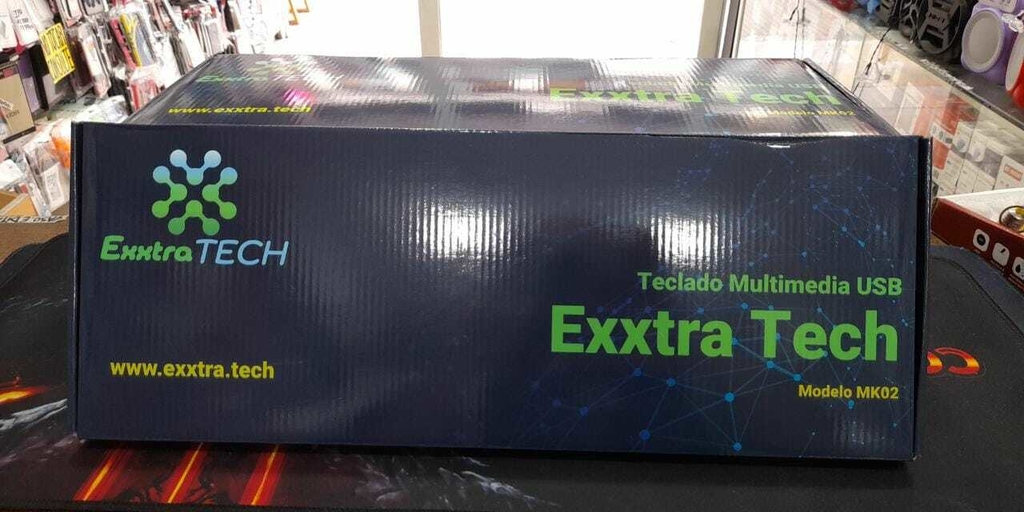 www.exxtra.tech
Exxtra Tech
Modelo MK02
ExxtraTECH
Teclado Multimedia USB
Exxtra Tech
www.exxtra.tech
Modelo MK02